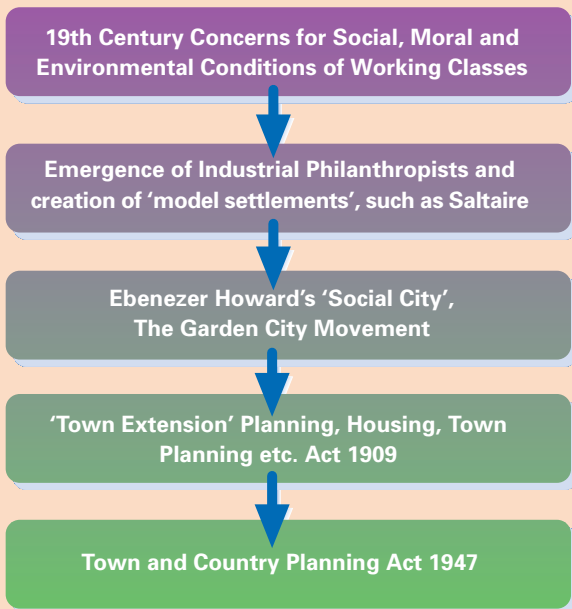 19th Century Concerns for Social, Moral and
Environmental Conditions of Working Classes
Emergence of Industrial Philanthropists and
creation of ‘model settlements’, such as Saltaire
Ebenezer Howard’s ‘Social City’,
The Garden City Movement
‘Town Extension’ Planning, Housing, Town
Planning etc. Act 1909
Town and Country Planning Act 1947